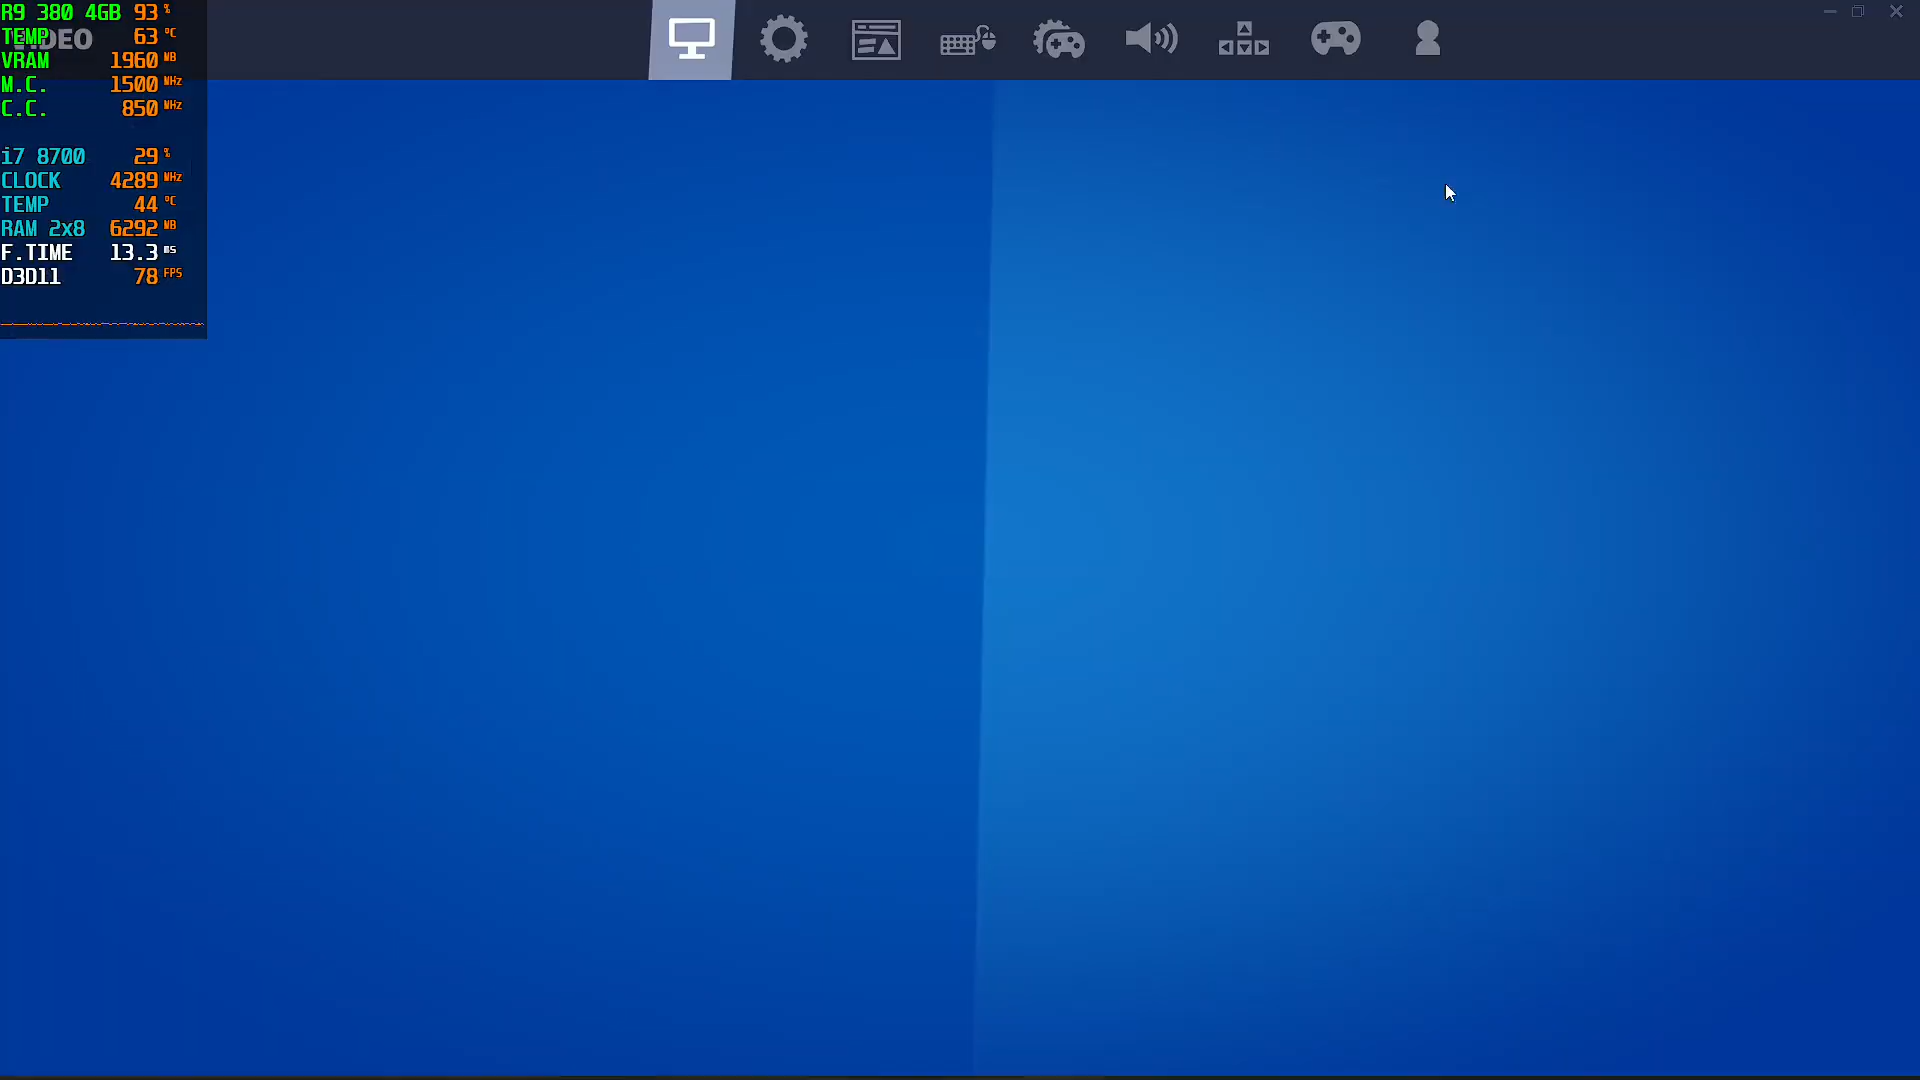 R9 380 4GB 93 %
TEMP 63 °C
VIDEO
VRAM 1960 MB
M.C. 1500 MHz
C.C. 850 MHz
i7 8700 29 %
CLOCK 4289 MHz
TEMP 44 °C
RAM 2x8 6292 MB
F.TIME 13.3 ms
D3D11 78 FPS